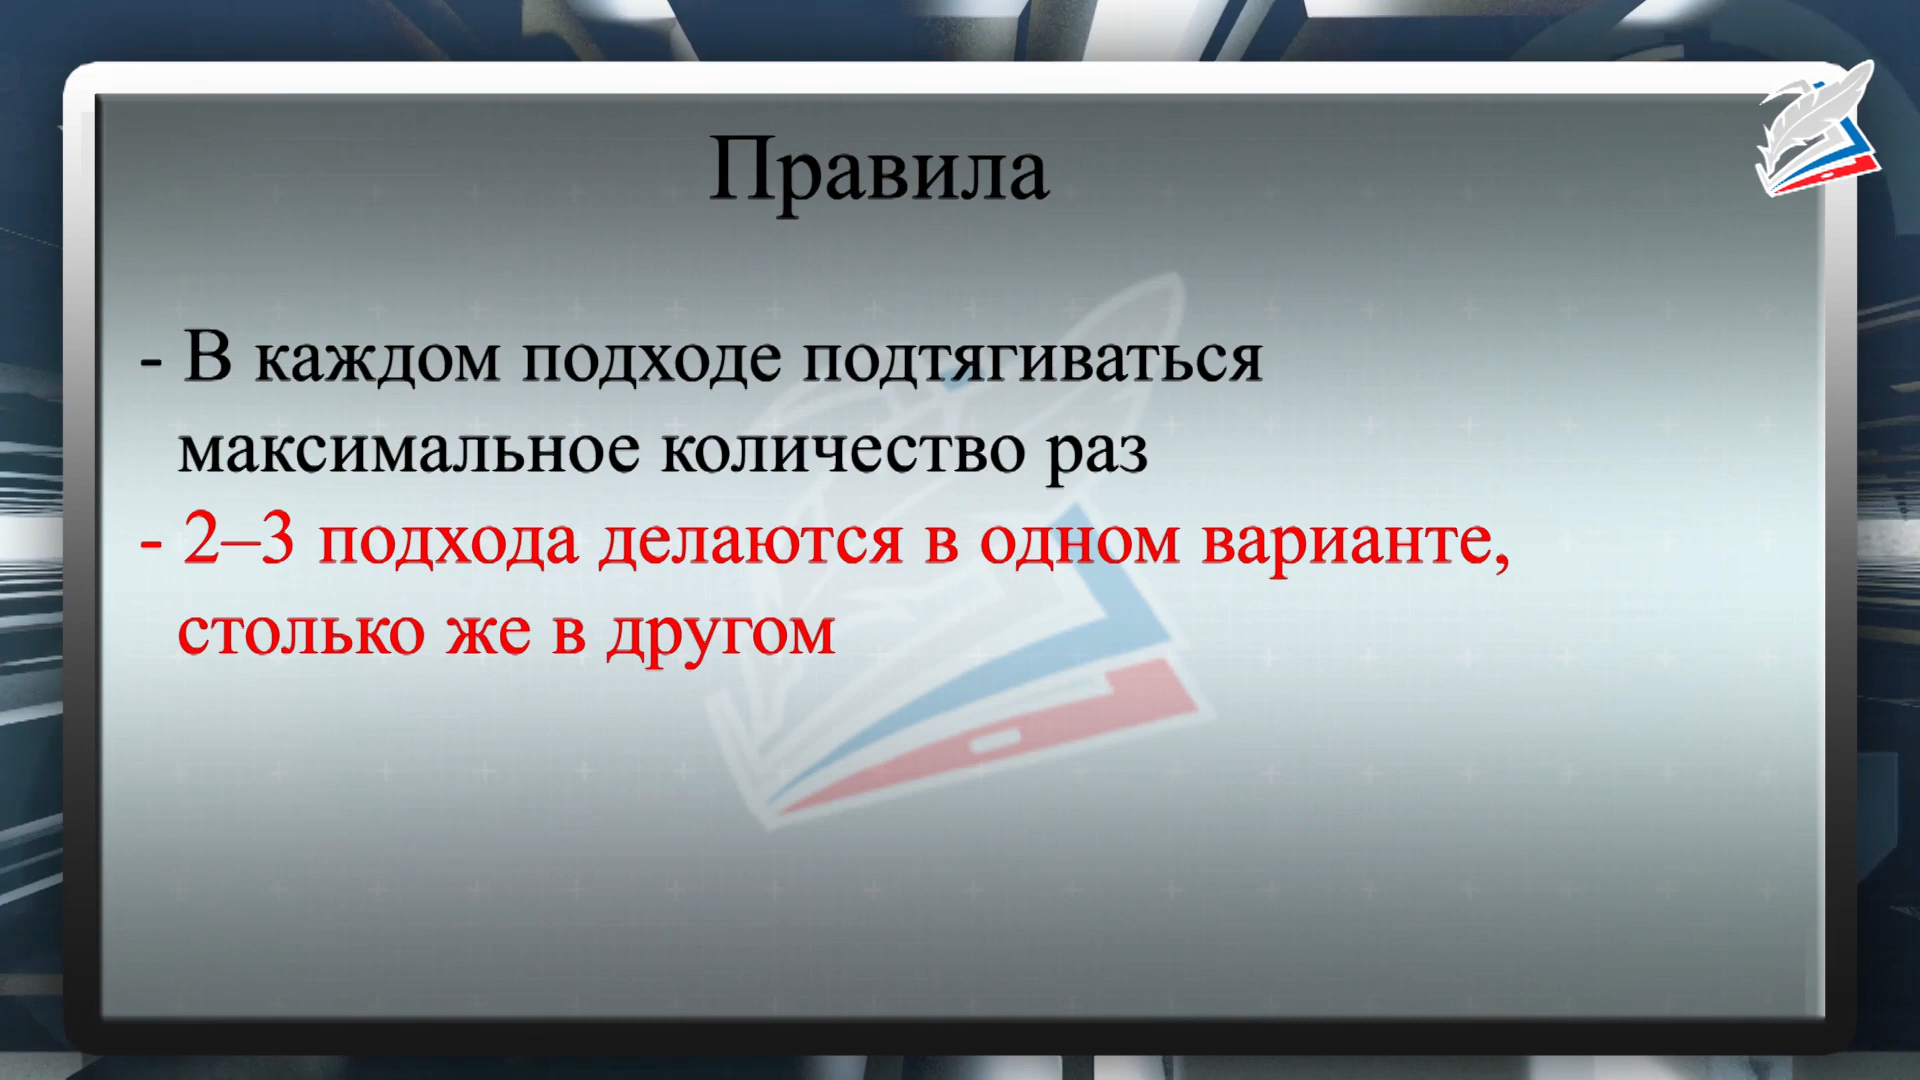 Правила
- В каждом подходе подтягиваться
максимальное количество раз
- 2–3 подхода делаются в одном варианте,
столько же в другом